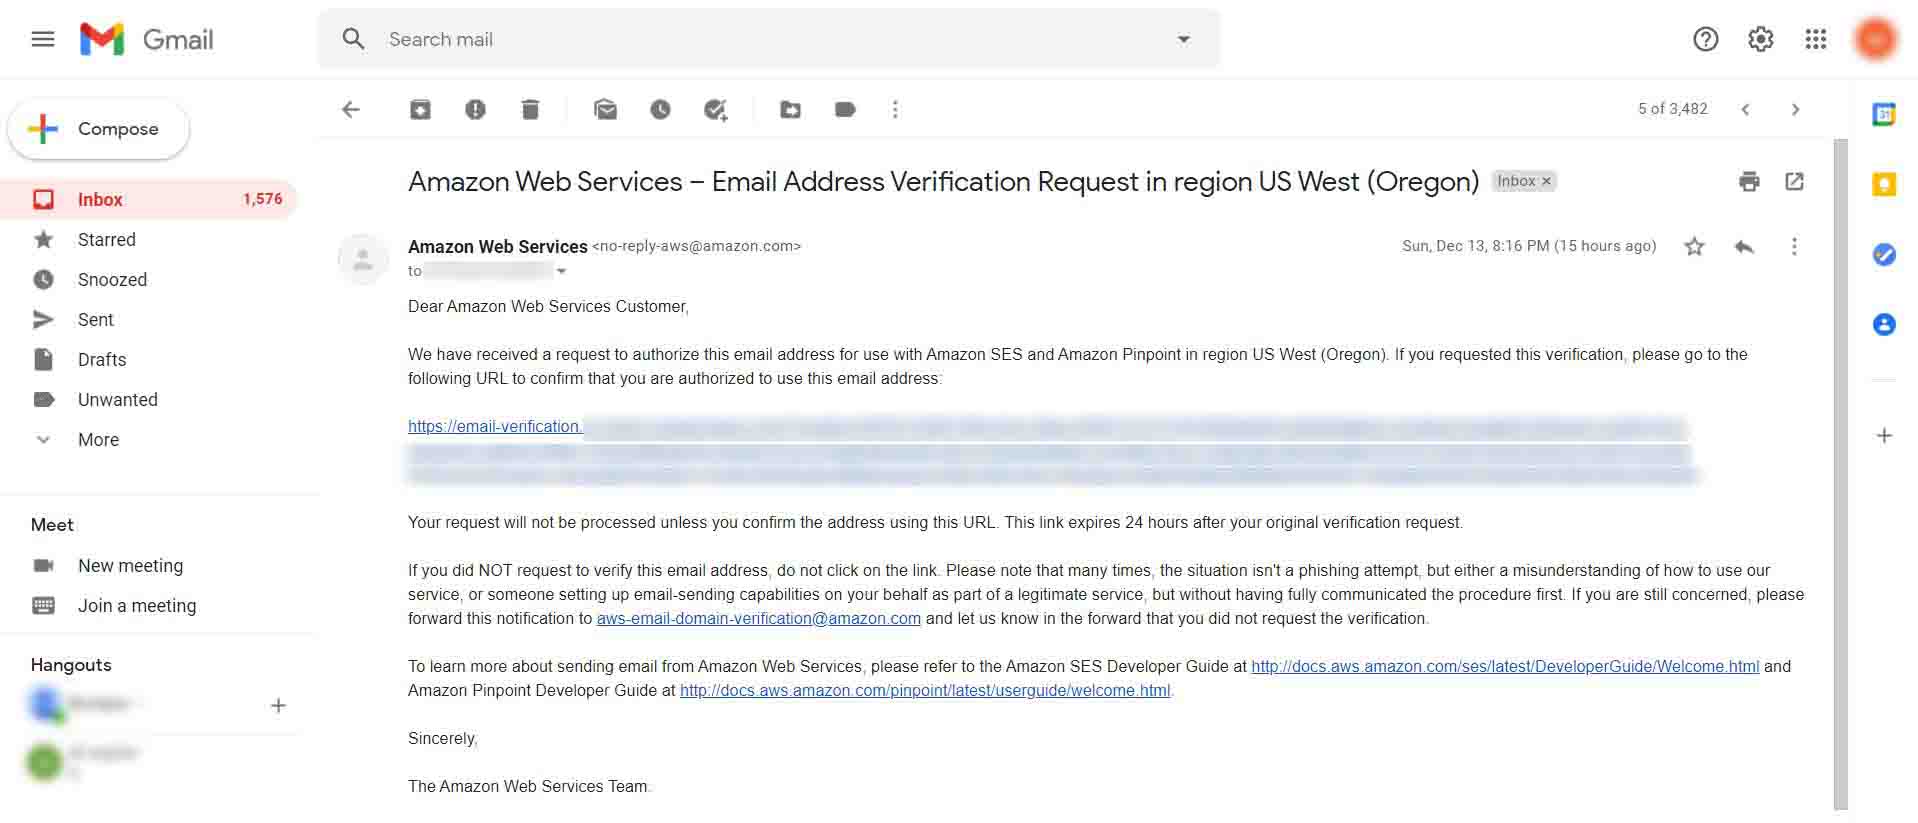 Gmail
Search mail
Compose
5 of 3,482
31
Inbox 1,576
Starred
Snoozed
Sent
Drafts
Unwanted
More
Meet
New meeting
Join a meeting
Hangouts
Amazon Web Services – Email Address Verification Request in region US West (Oregon) Inbox ×
Amazon Web Services <no-reply-aws@amazon.com> Sun, Dec 13, 8:16 PM (15 hours ago)
to
Dear Amazon Web Services Customer,
We have received a request to authorize this email address for use with Amazon SES and Amazon Pinpoint in region US West (Oregon). If you requested this verification, please go to the
following URL to confirm that you are authorized to use this email address:
https://email-verification.
Your request will not be processed unless you confirm the address using this URL. This link expires 24 hours after your original verification request.
If you did NOT request to verify this email address, do not click on the link. Please note that many times, the situation isn't a phishing attempt, but either a misunderstanding of how to use our
service, or someone setting up email-sending capabilities on your behalf as part of a legitimate service, but without having fully communicated the procedure first. If you are still concerned, please
forward this notification to aws-email-domain-verification@amazon.com and let us know in the forward that you did not request the verification.
To learn more about sending email from Amazon Web Services, please refer to the Amazon SES Developer Guide at http://docs.aws.amazon.com/ses/latest/DeveloperGuide/Welcome.html and
Amazon Pinpoint Developer Guide at http://docs.aws.amazon.com/pinpoint/latest/userguide/welcome.html.
Sincerely,
The Amazon Web Services Team.